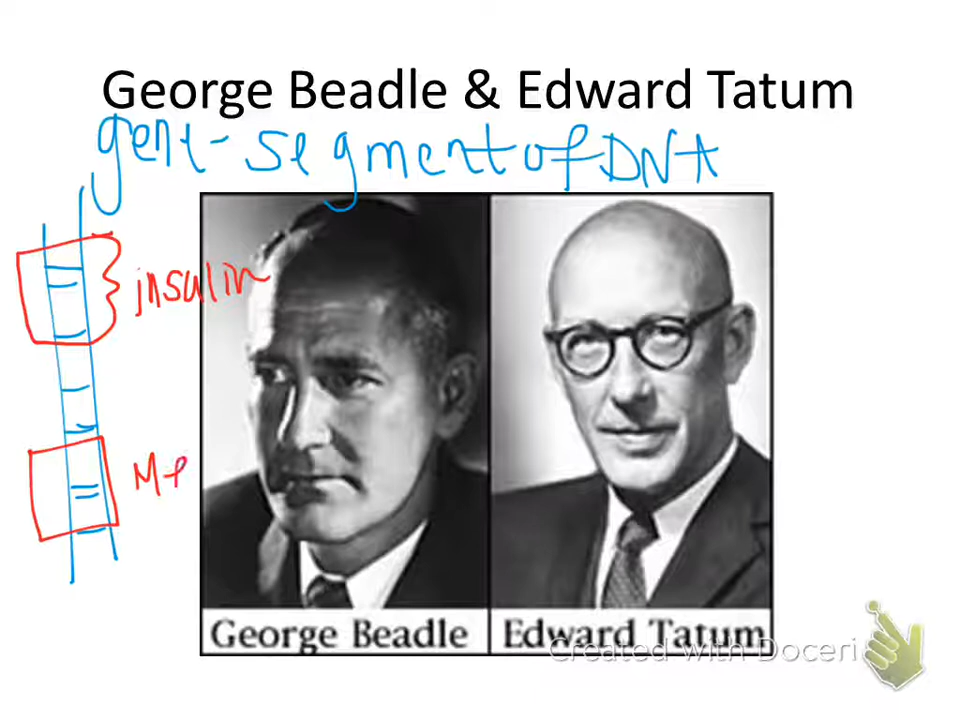 George Beadle & Edward Tatum
gene- segment of DNA
insulin
George Beadle
Edward Tatum
Created with Doceri